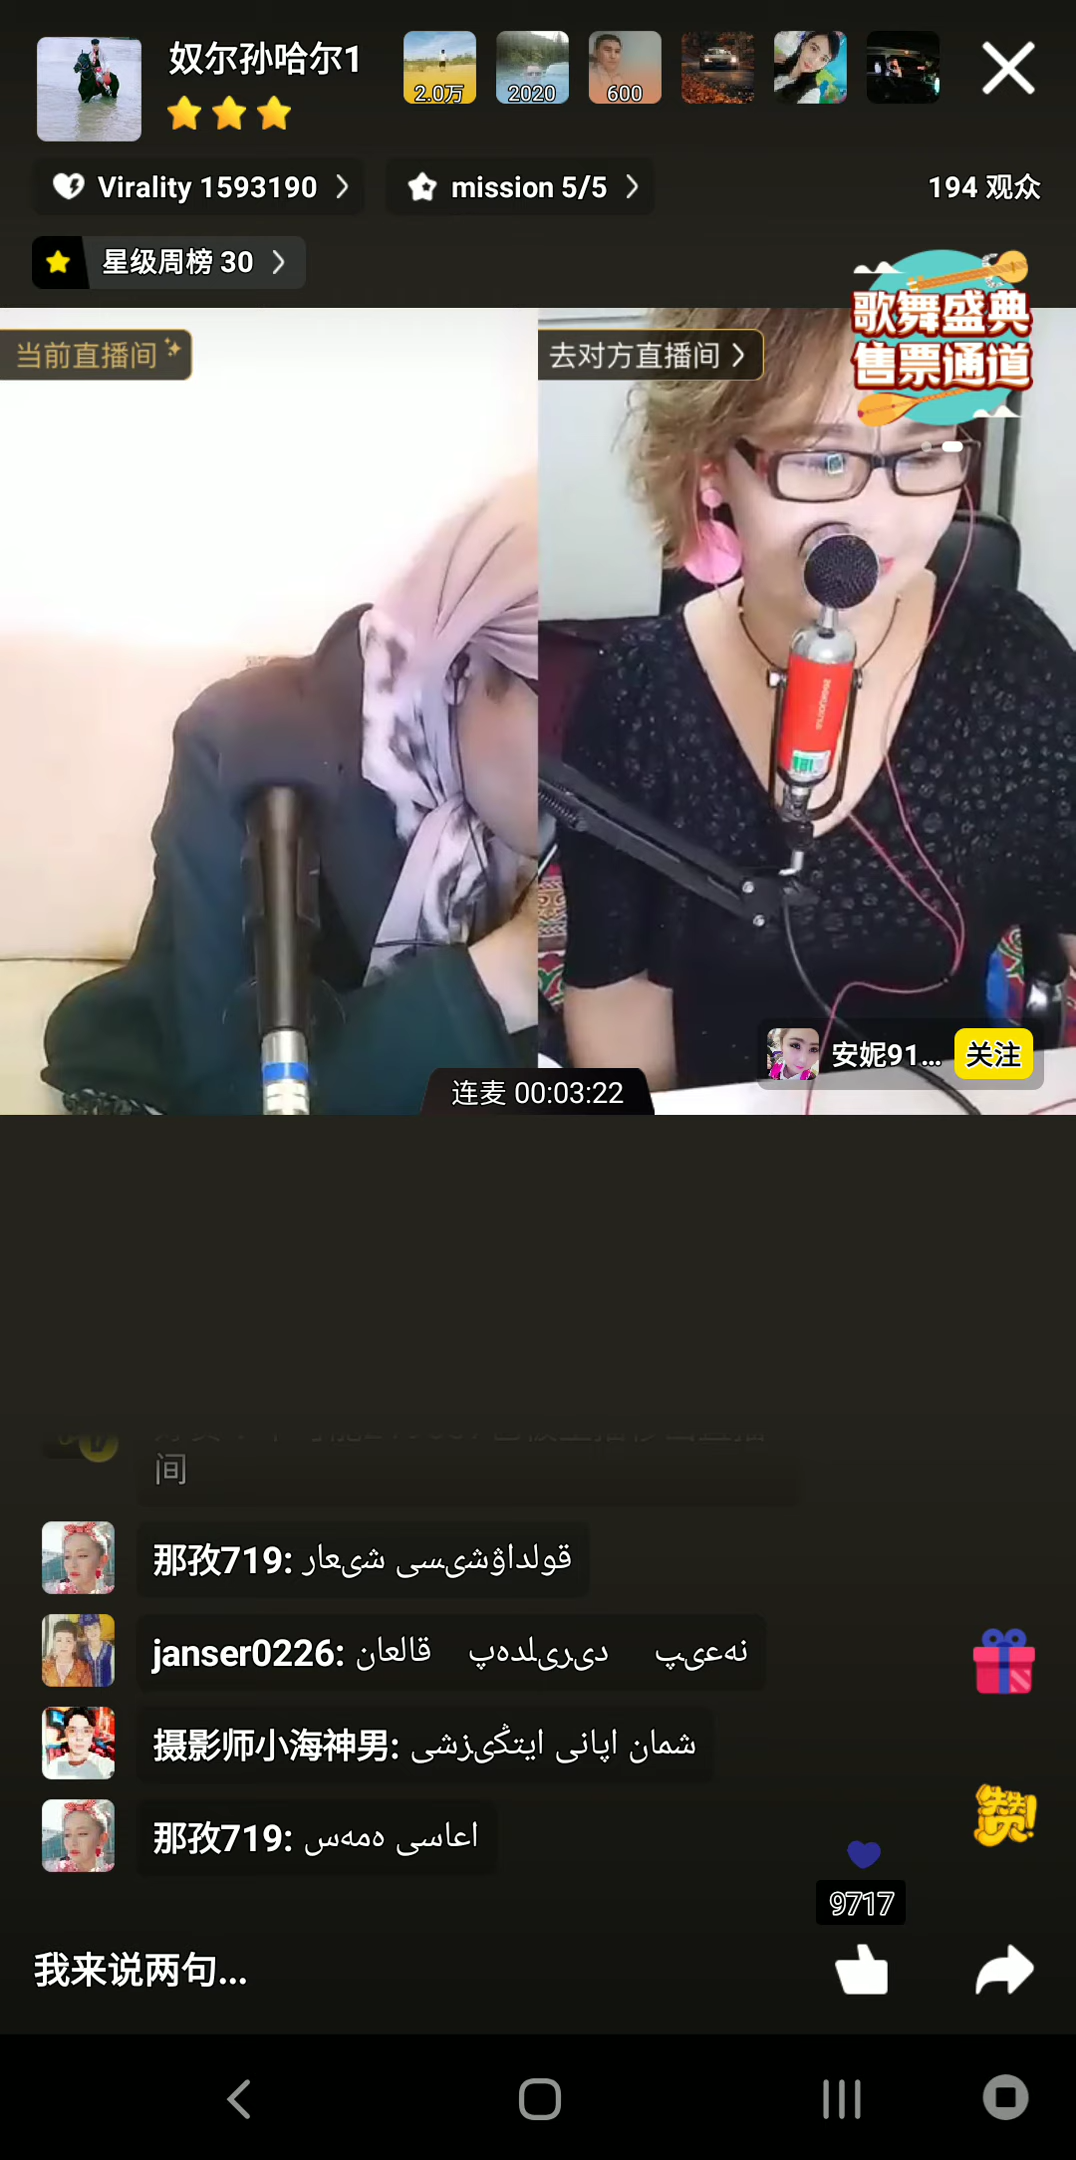 奴尔孙哈尔1
2.0万
2020
600
Virality 1593190
mission 5/5
194 观众
星级周榜 30
歌舞盛典
售票通道
当前直播间
去对方直播间
安妮91...
关注
连麦 00:03:22
间
那孜719: قولداۋشىسى شىعار
janser0226: نەعىپ دىرىلدەپ قالعان
摄影师小海神男: شمان اپانى ايتڭىزشى
那孜719: اعاسى ەمەس
赞!
9717
我来说两句...